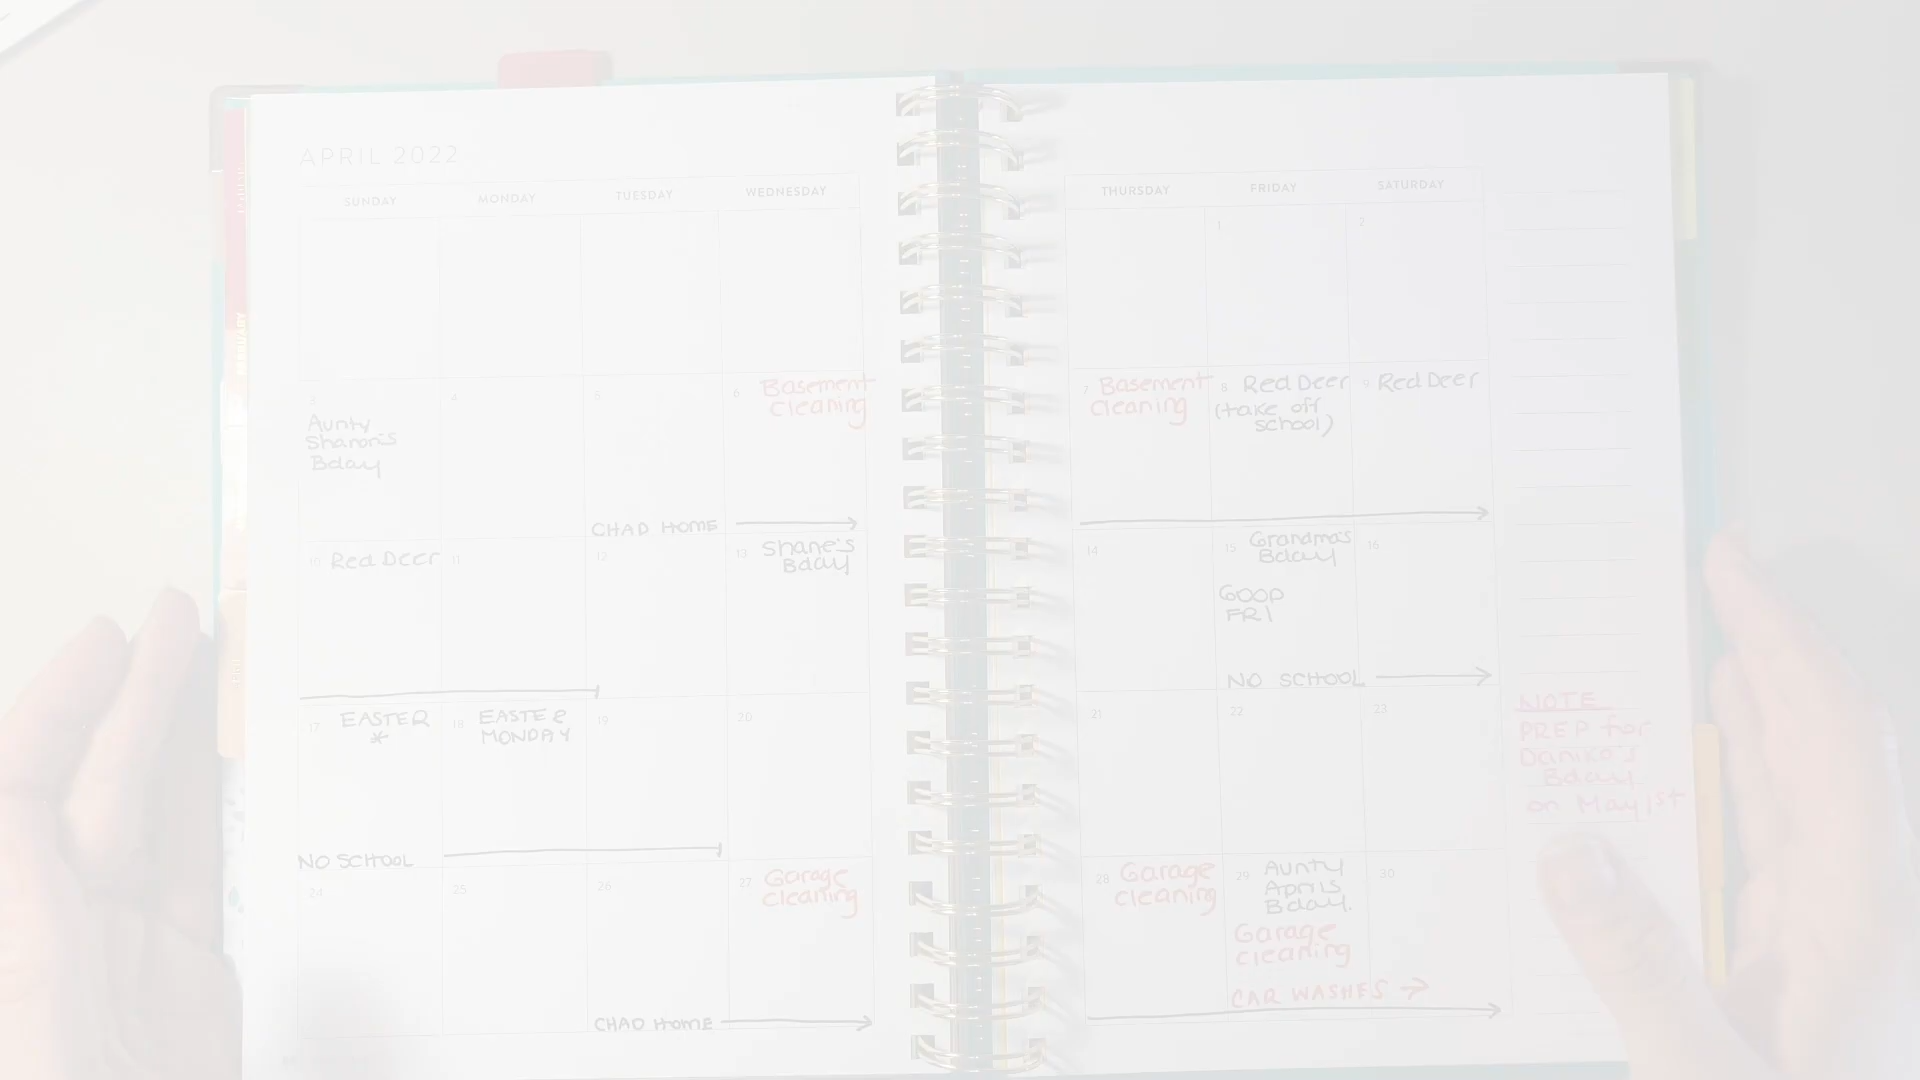 APRIL 2022
SUNDAY MONDAY TUESDAY WEDNESDAY THURSDAY FRIDAY SATURDAY
1 2
3 4 5 6 Basement 7 Basement 8 Red Deer 9 Red Deer
cleaning cleaning (take off
school)
Aunty
Sharon's
Bday
CHAD HOME
10 Red Deer 11 12 13 Shane's 14 15 Grandma's 16
Bday Bday
GOOD
FRI
NO SCHOOL
17 EASTER 18 EASTER 19 20 21 22 23
MONDAY
NO SCHOOL
NOTE
PREP for
Daniko's
Bday
on May 1st
24 25 26 27 Garage 28 Garage 29 Aunty 30
cleaning cleaning April's
Bday.
Garage
cleaning
CAR WASHES
CHAD HOME